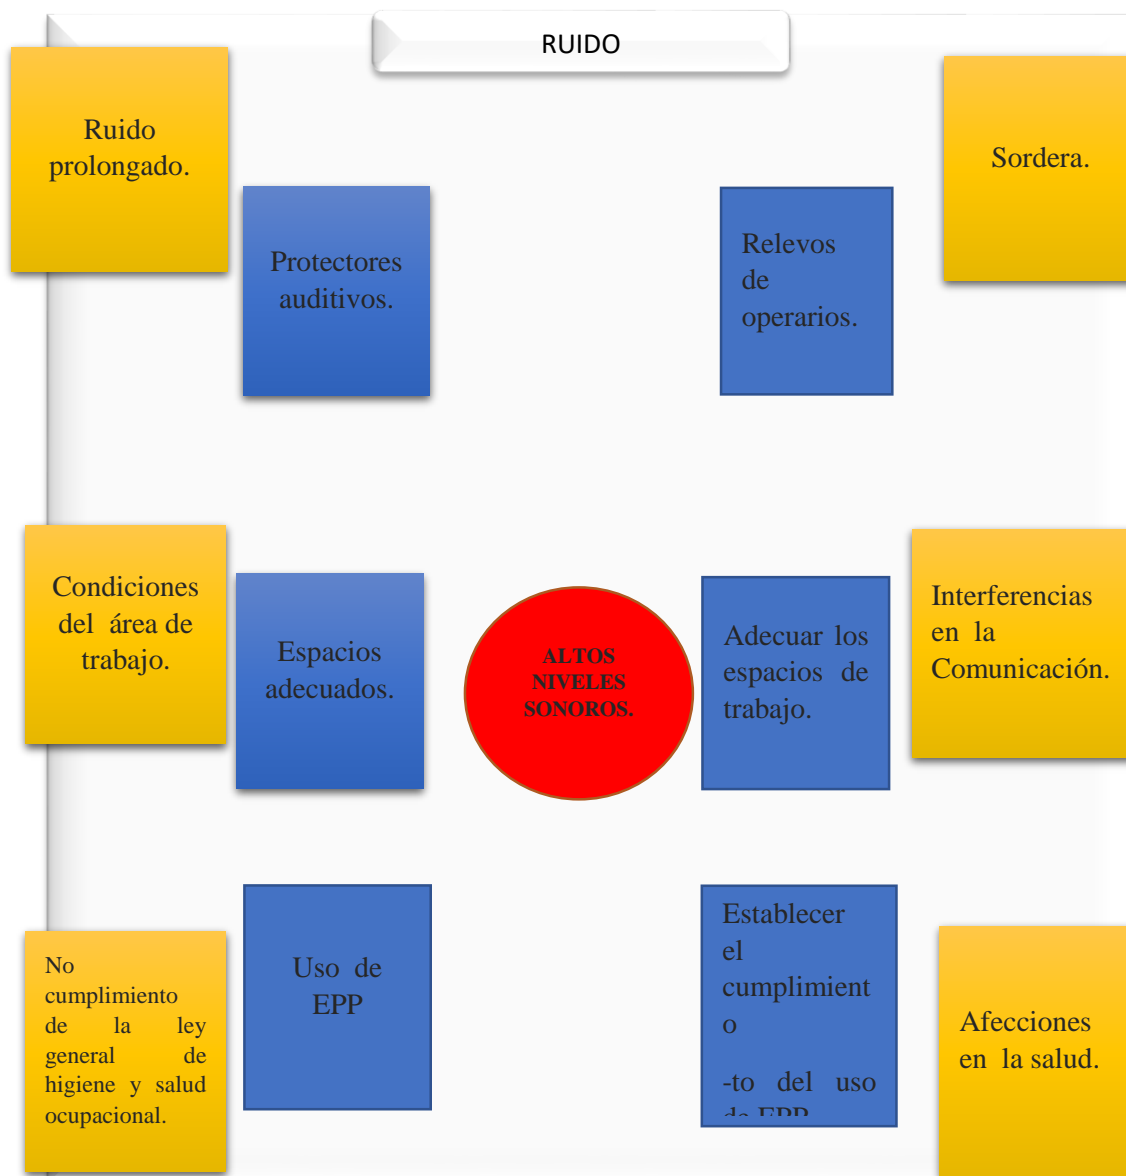 RUIDO
Ruido
prolongado.
Protectores
auditivos.
Relevos
de
operarios.
Sordera.
Condiciones
del área de
trabajo.
Espacios
adecuados.
ALTOS
NIVELES
SONOROS.
Adecuar los
espacios de
trabajo.
Interferencias
en la
Comunicación.
No
cumplimiento
de la ley
general de
higiene y salud
ocupacional.
Uso de
EPP
Establecer
el
cumplimient
o
-to del uso
de EPP
Afecciones
en la salud.